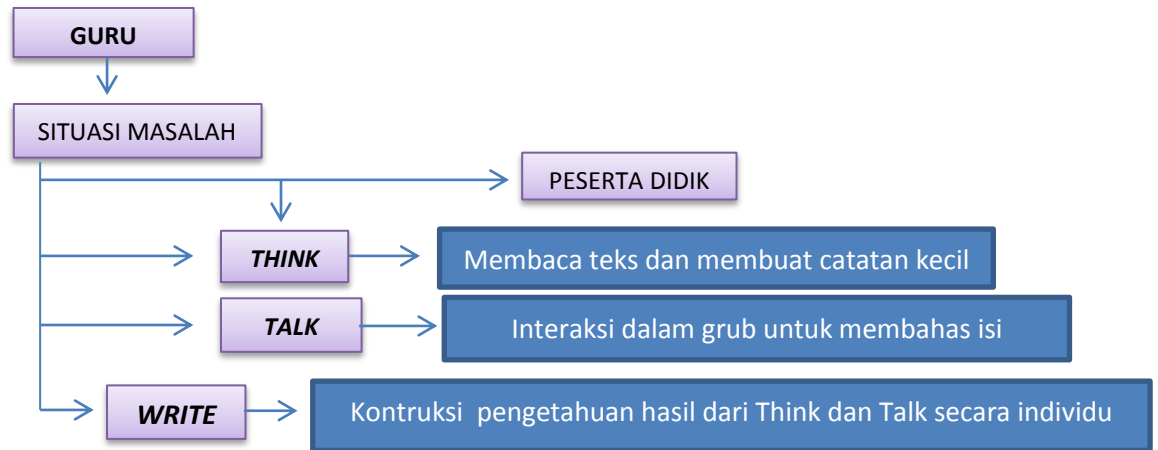 GURU
SITUASI MASALAH
PESERTA DIDIK
THINK
Membaca teks dan membuat catatan kecil
TALK
Interaksi dalam grub untuk membahas isi
WRITE
Kontruksi pengetahuan hasil dari Think dan Talk secara individu